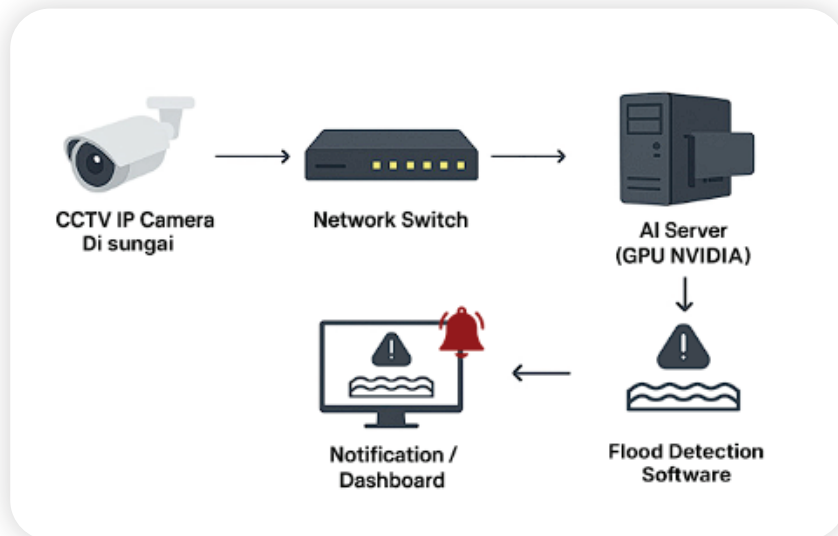 CCTV IP Camera
Di sungai
Network Switch
AI Server
(GPU NVIDIA)
Notification /
Dashboard
Flood Detection
Software